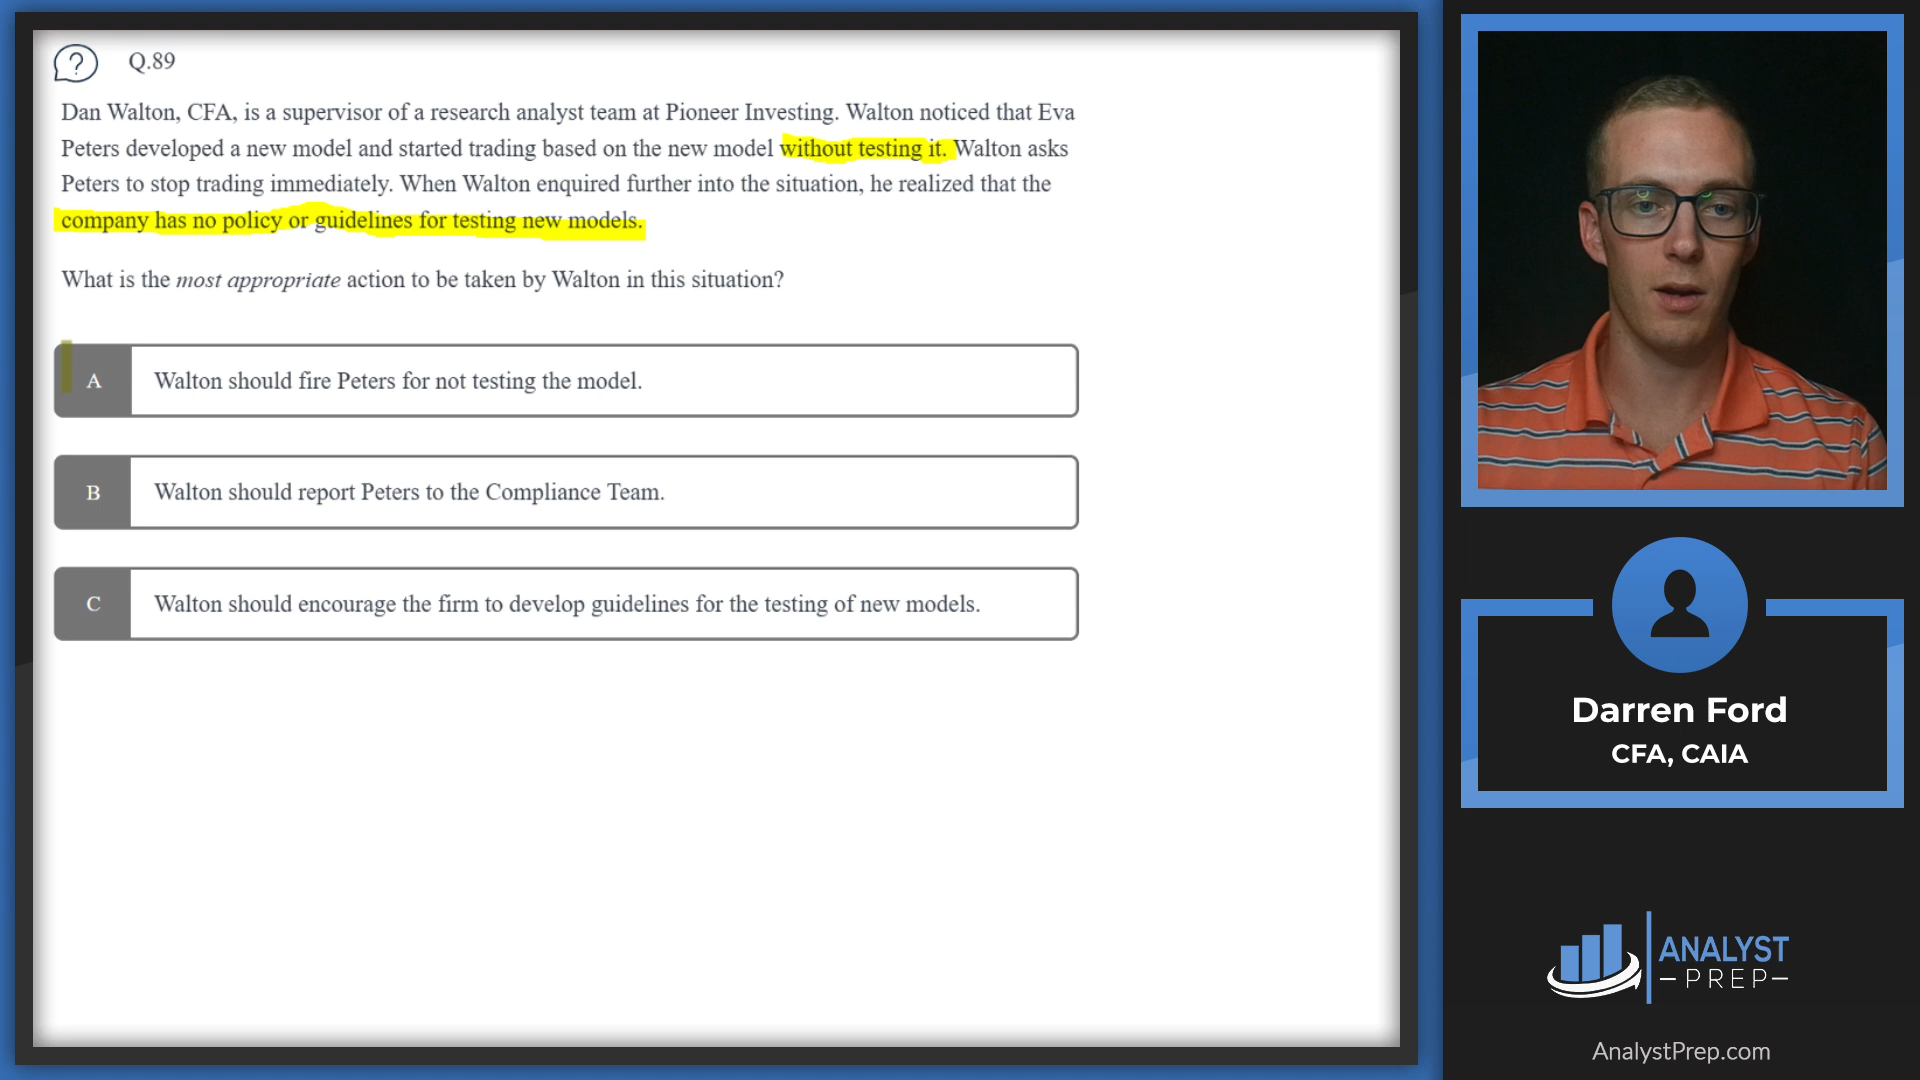 ?
Q.89
Dan Walton, CFA, is a supervisor of a research analyst team at Pioneer Investing. Walton noticed that Eva
Peters developed a new model and started trading based on the new model without testing it. Walton asks
Peters to stop trading immediately. When Walton enquired further into the situation, he realized that the
company has no policy or guidelines for testing new models.
What is the most appropriate action to be taken by Walton in this situation?
A Walton should fire Peters for not testing the model.
B Walton should report Peters to the Compliance Team.
C Walton should encourage the firm to develop guidelines for the testing of new models.
Darren Ford
CFA, CAIA
ANALYST
PREP
AnalystPrep.com